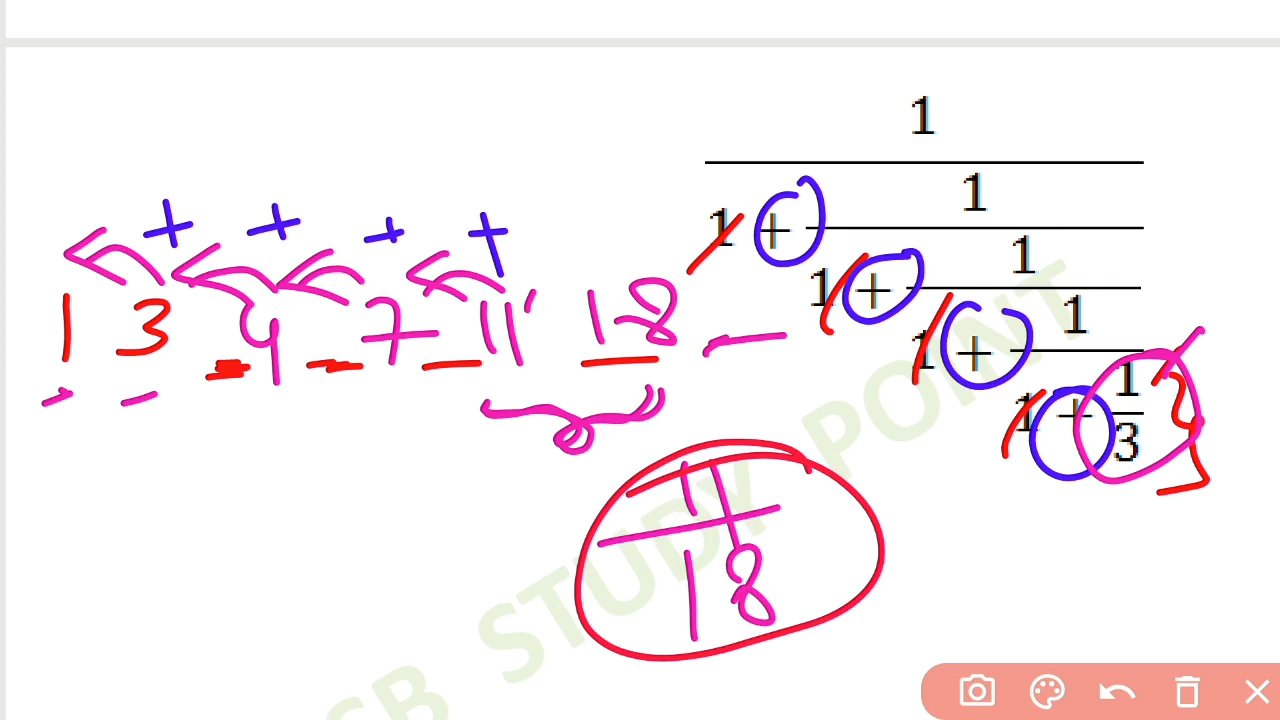 1
1 + 1
1 + 1
1 + 1
1 + 1
3
+ + + +
1 3 4 7 11 18
11
18
SB STUDY POINT